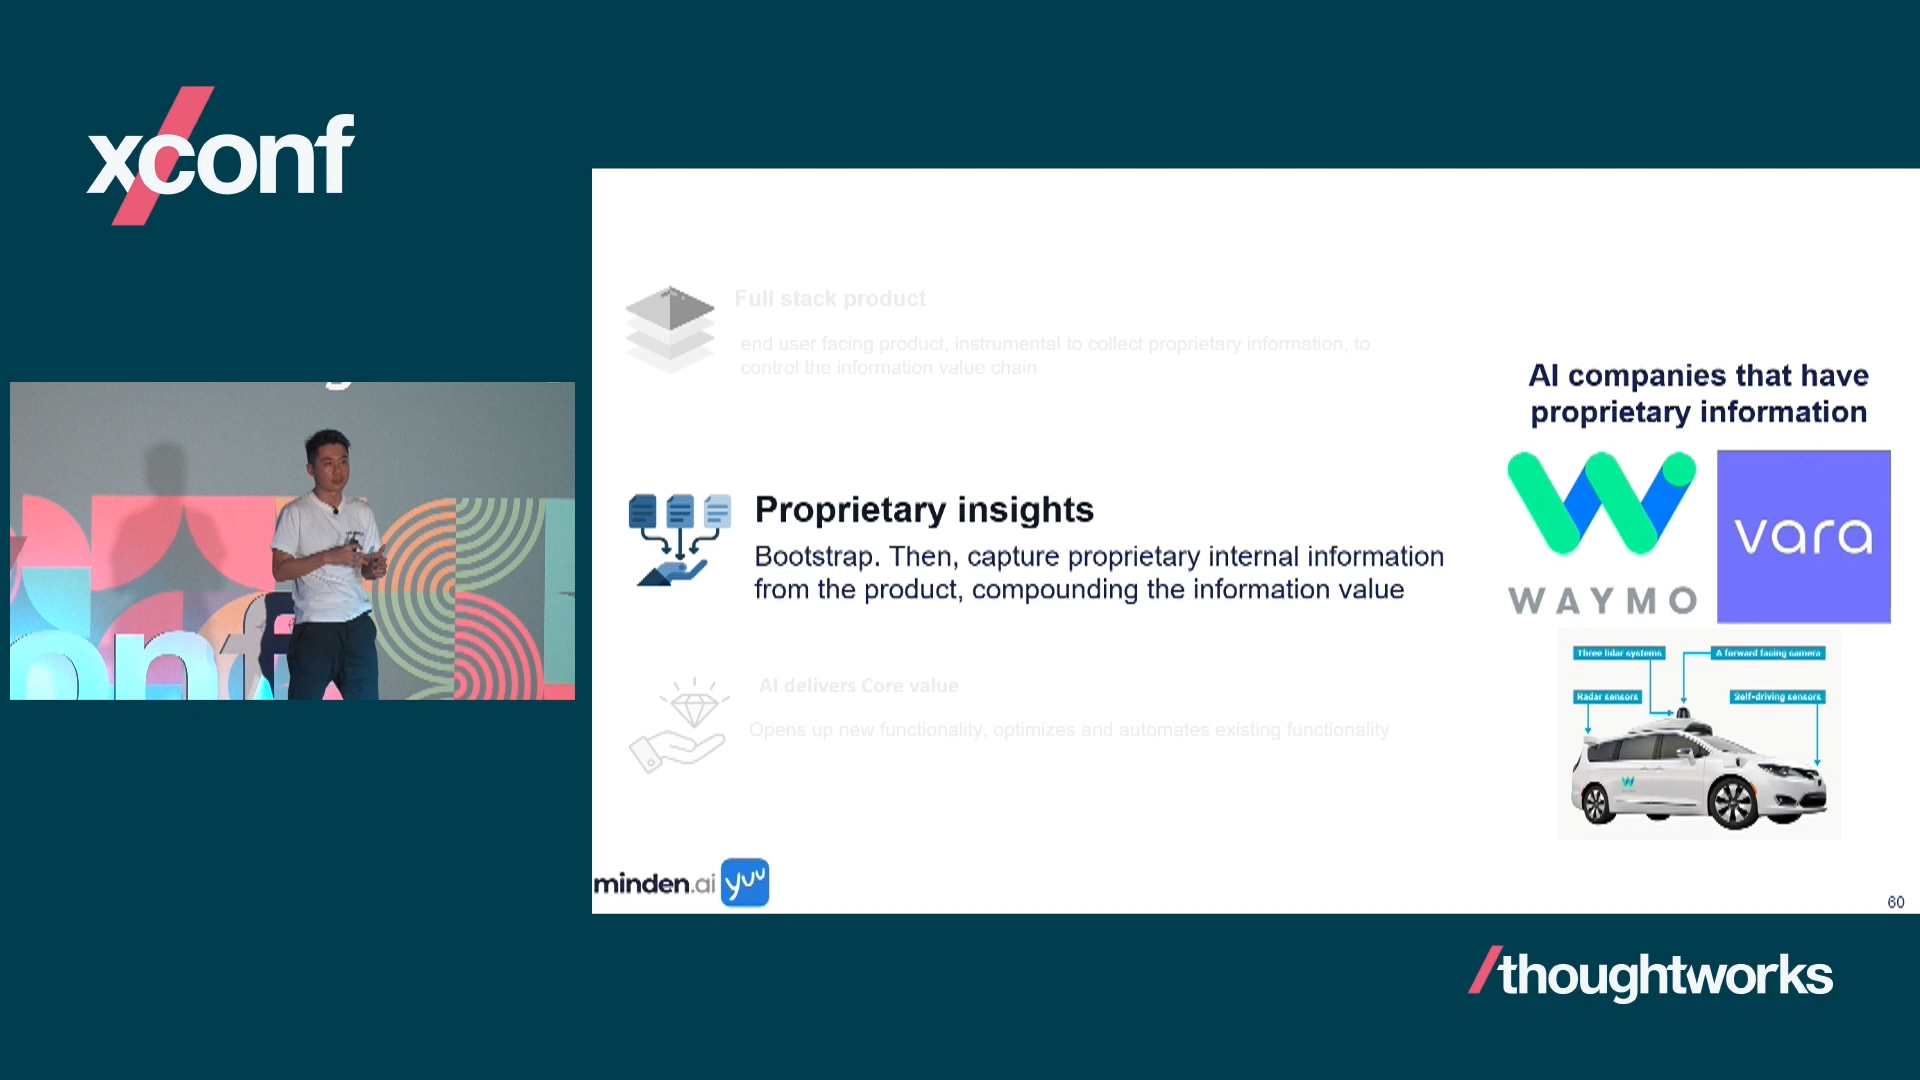 xconf
Full stack product
end user facing product, instrumental to collect proprietary information, to
control the information value chain
AI companies that have
proprietary information
Proprietary insights
Bootstrap. Then, capture proprietary internal information
from the product, compounding the information value
WAYMO
vara
Three lidar systems
A forward facing camera
Radar sensors
Self-driving sensors
AI delivers Core value
Opens up new functionality, optimizes and automates existing functionality
onf
minden.ai
yuu
60
/thoughtworks